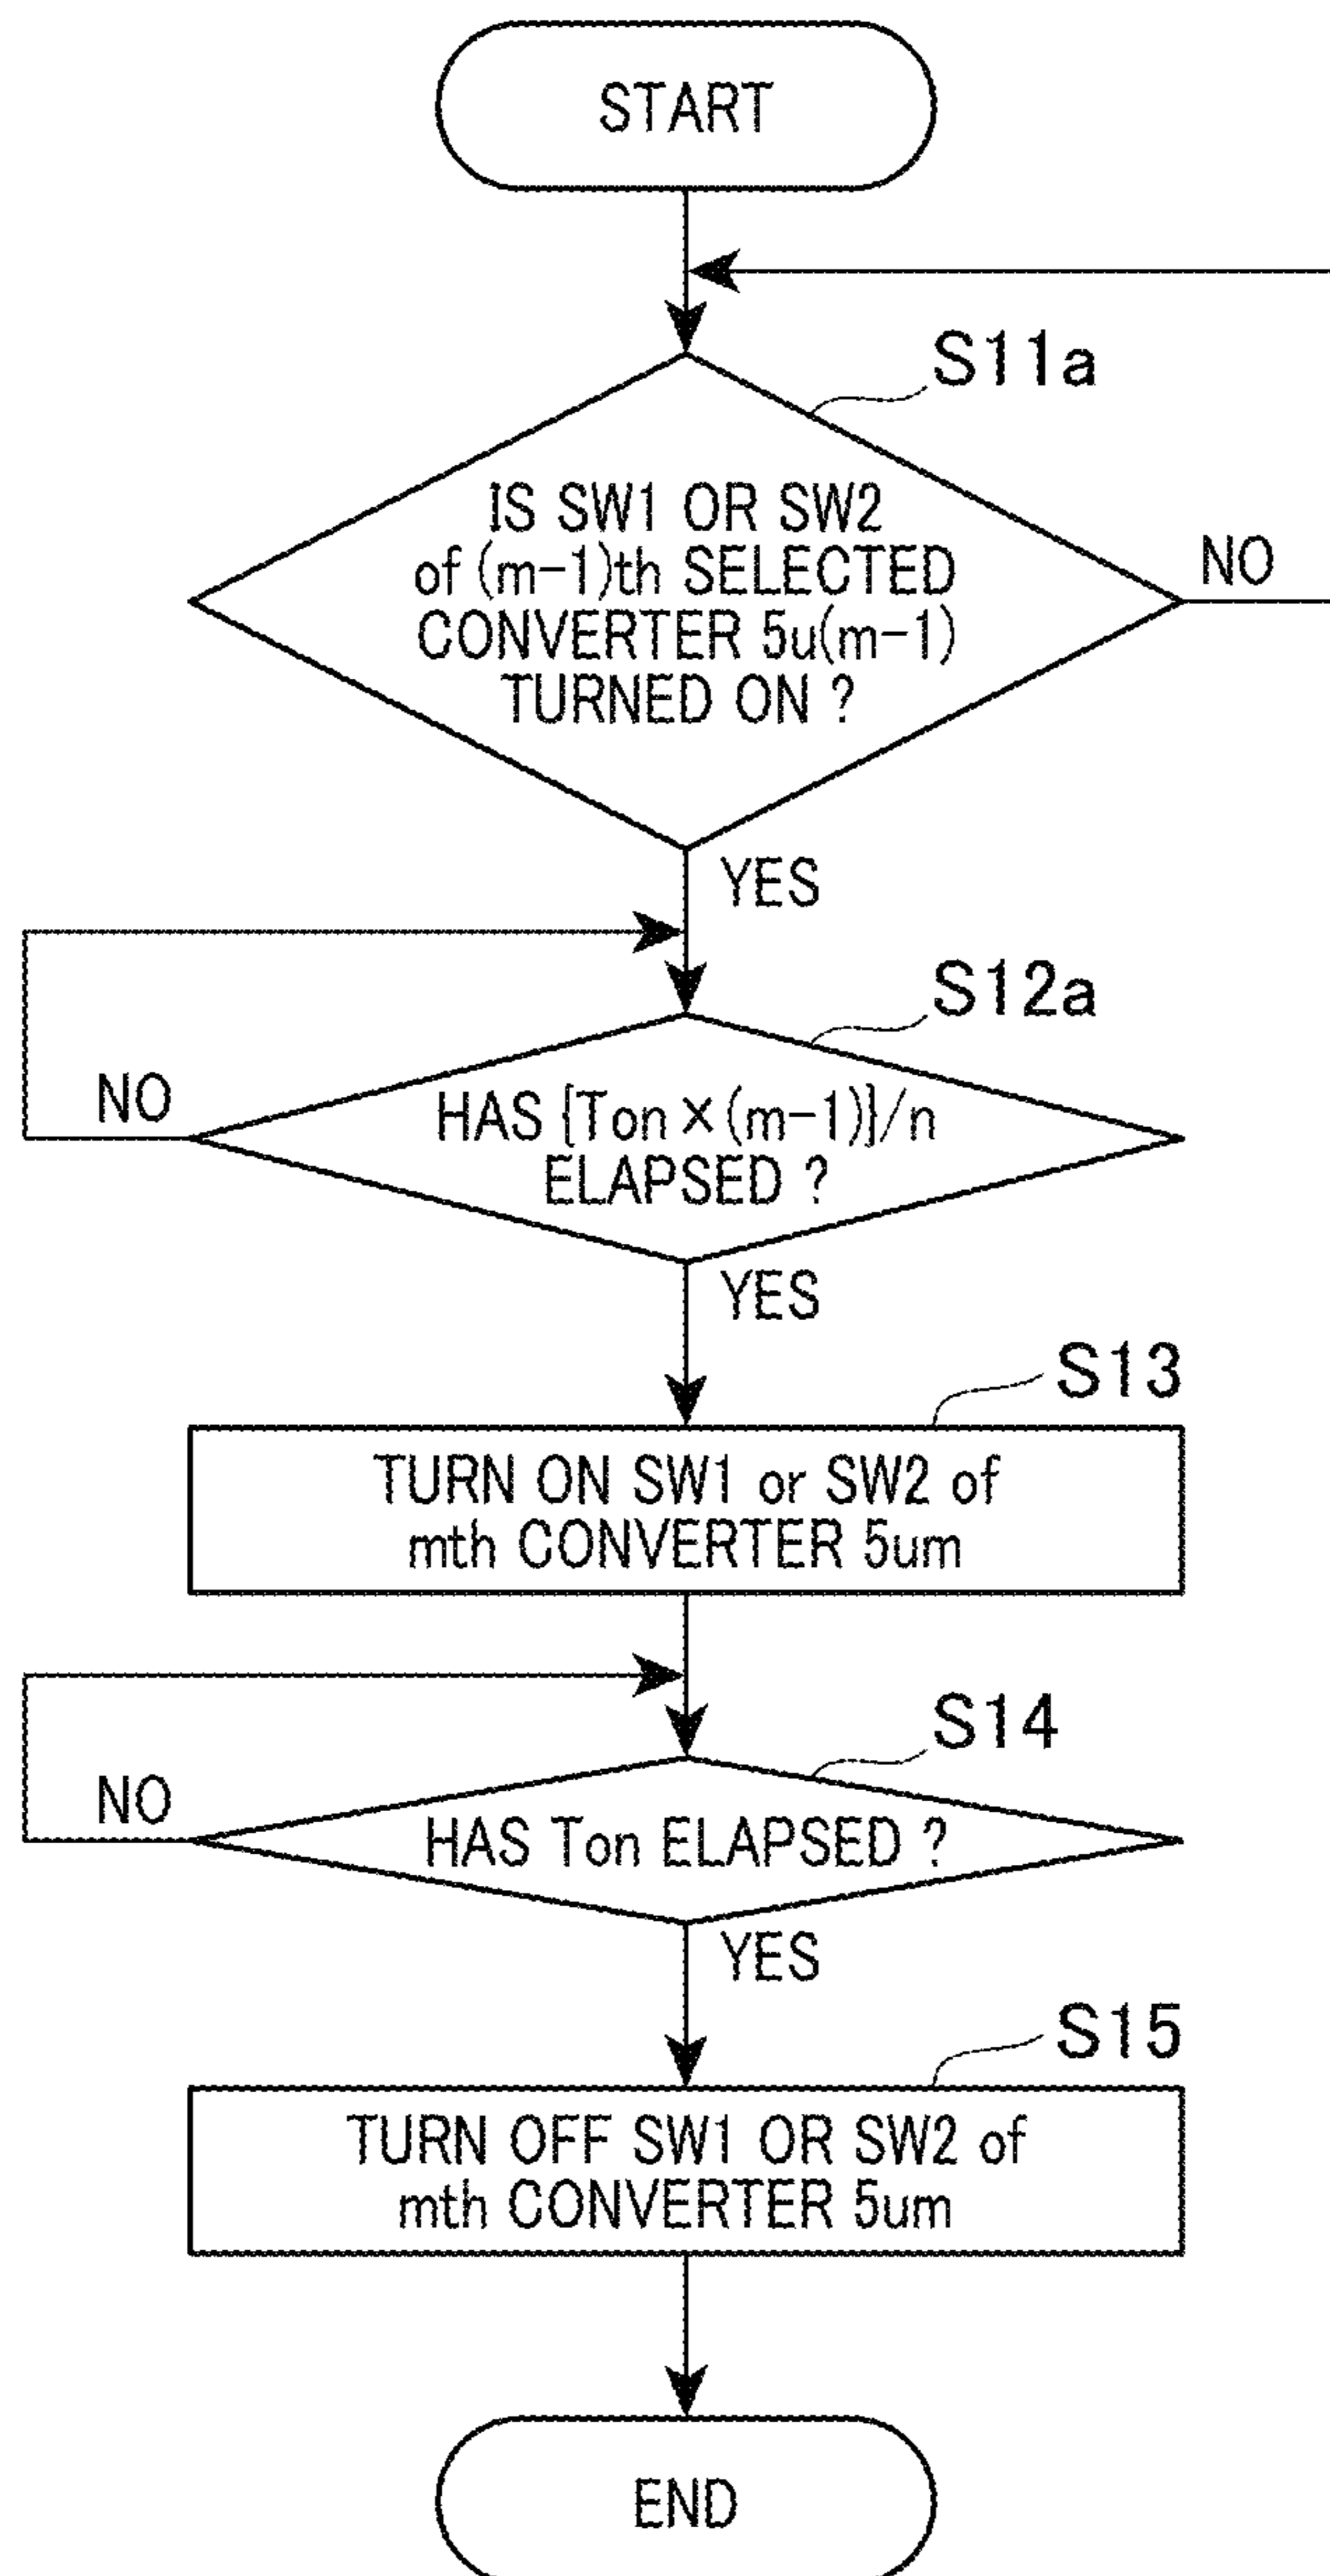 START
S11a
IS SW1 OR SW2
of (m-1)th SELECTED
CONVERTER 5u(m-1)
TURNED ON ?
NO
YES
S12a
NO
HAS {Ton×(m-1)}/n
ELAPSED ?
YES
S13
TURN ON SW1 or SW2 of
mth CONVERTER 5um
S14
NO
HAS Ton ELAPSED ?
YES
S15
TURN OFF SW1 OR SW2 of
mth CONVERTER 5um
END